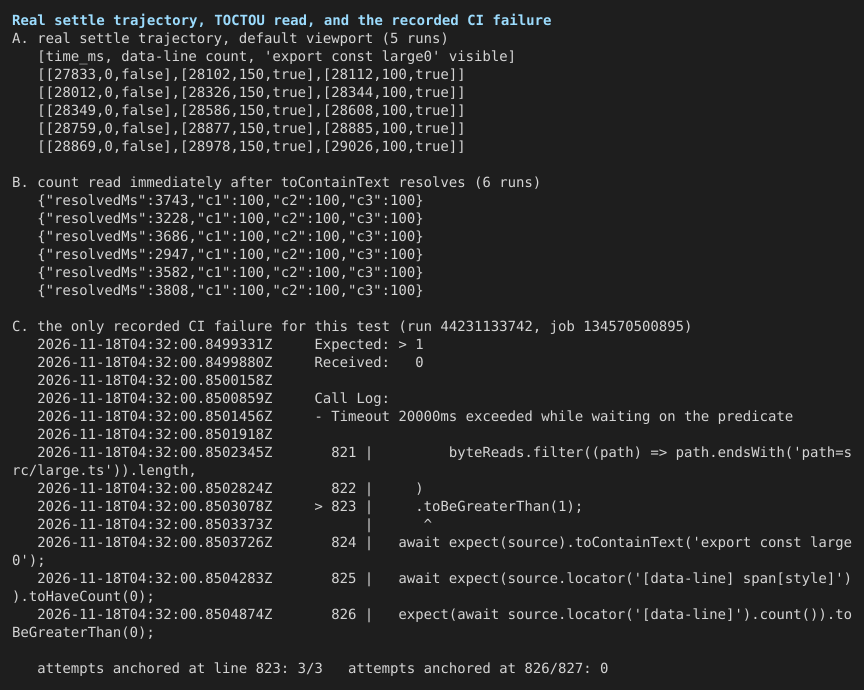 Real settle trajectory, TOCTOU read, and the recorded CI failure
A. real settle trajectory, default viewport (5 runs)
   [time_ms, data-line count, 'export const large0' visible]
   [[27833,0,false],[28102,150,true],[28112,100,true]]
   [[28012,0,false],[28326,150,true],[28344,100,true]]
   [[28349,0,false],[28586,150,true],[28608,100,true]]
   [[28759,0,false],[28877,150,true],[28885,100,true]]
   [[28869,0,false],[28978,150,true],[29026,100,true]]

B. count read immediately after toContainText resolves (6 runs)
   {"resolvedMs":3743,"c1":100,"c2":100,"c3":100}
   {"resolvedMs":3228,"c1":100,"c2":100,"c3":100}
   {"resolvedMs":3686,"c1":100,"c2":100,"c3":100}
   {"resolvedMs":2947,"c1":100,"c2":100,"c3":100}
   {"resolvedMs":3582,"c1":100,"c2":100,"c3":100}
   {"resolvedMs":3808,"c1":100,"c2":100,"c3":100}

C. the only recorded CI failure for this test (run 44231133742, job 134570500895)
   2026-11-18T04:32:00.8499331Z     Expected: > 1
   2026-11-18T04:32:00.8499880Z     Received:   0
   2026-11-18T04:32:00.8500158Z
   2026-11-18T04:32:00.8500859Z     Call Log:
   2026-11-18T04:32:00.8501456Z     - Timeout 20000ms exceeded while waiting on the predicate
   2026-11-18T04:32:00.8501918Z
   2026-11-18T04:32:00.8502345Z       821 |         byteReads.filter((path) => path.endsWith('path=s
rc/large.ts')).length,
   2026-11-18T04:32:00.8502824Z       822 |     )
   2026-11-18T04:32:00.8503078Z     > 823 |     .toBeGreaterThan(1);
   2026-11-18T04:32:00.8503373Z           |      ^
   2026-11-18T04:32:00.8503726Z       824 |   await expect(source).toContainText('export const large
0');
   2026-11-18T04:32:00.8504283Z       825 |   await expect(source.locator('[data-line] span[style]')
).toHaveCount(0);
   2026-11-18T04:32:00.8504874Z       826 |   expect(await source.locator('[data-line]').count()).to
BeGreaterThan(0);

   attempts anchored at line 823: 3/3   attempts anchored at 826/827: 0